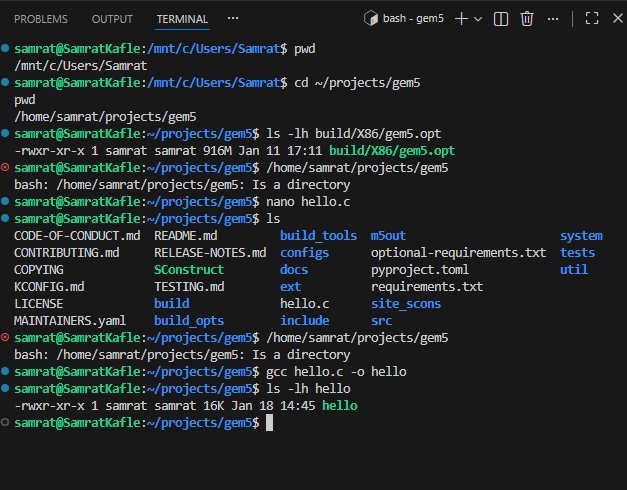 PROBLEMS OUTPUT TERMINAL ··· bash - gem5
samrat@SamratKafle:/mnt/c/Users/Samrat$ pwd
/mnt/c/Users/Samrat
samrat@SamratKafle:/mnt/c/Users/Samrat$ cd ~/projects/gem5
pwd
/home/samrat/projects/gem5
samrat@SamratKafle:~/projects/gem5$ ls -lh build/X86/gem5.opt
-rwxr-xr-x 1 samrat samrat 916M Jan 11 17:11 build/X86/gem5.opt
samrat@SamratKafle:~/projects/gem5$ /home/samrat/projects/gem5
bash: /home/samrat/projects/gem5: Is a directory
samrat@SamratKafle:~/projects/gem5$ nano hello.c
samrat@SamratKafle:~/projects/gem5$ ls
CODE-OF-CONDUCT.md README.md build_tools m5out system
CONTRIBUTING.md RELEASE-NOTES.md configs optional-requirements.txt tests
COPYING SConstruct docs pyproject.toml util
KCONFIG.md TESTING.md ext requirements.txt
LICENSE build hello.c site_scons
MAINTAINERS.yaml build_opts include src
samrat@SamratKafle:~/projects/gem5$ /home/samrat/projects/gem5
bash: /home/samrat/projects/gem5: Is a directory
samrat@SamratKafle:~/projects/gem5$ gcc hello.c -o hello
samrat@SamratKafle:~/projects/gem5$ ls -lh hello
-rwxr-xr-x 1 samrat samrat 16K Jan 18 14:45 hello
samrat@SamratKafle:~/projects/gem5$